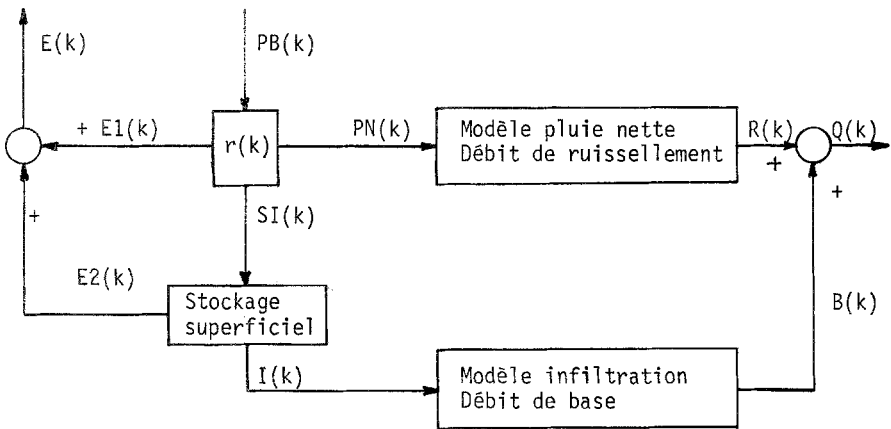 E(k)
PB(k)
+ E1(k)
r(k)
PN(k)
Modèle pluie nette
Débit de ruissellement
R(k)
+
Q(k)
+
+
SI(k)
E2(k)
Stockage
superficiel
B(k)
I(k)
Modèle infiltration
Débit de base